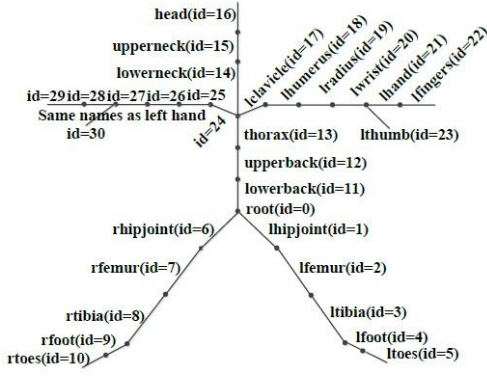 head(id=16)
upperneck(id=15)
lowerneck(id=14)
lclavicle(id=17)
lhumerus(id=18)
lradius(id=19)
lwrist(id=20)
lhand(id=21)
lfingers(id=22)
id=29 id=28 id=27 id=26 id=25
Same names as left hand
id=30
id=24
thorax(id=13)
lthumb(id=23)
upperback(id=12)
lowerback(id=11)
root(id=0)
rhipjoint(id=6)
lhipjoint(id=1)
rfemur(id=7)
lfemur(id=2)
rtibia(id=8)
ltibia(id=3)
rfoot(id=9)
lfoot(id=4)
rtoes(id=10)
ltoes(id=5)